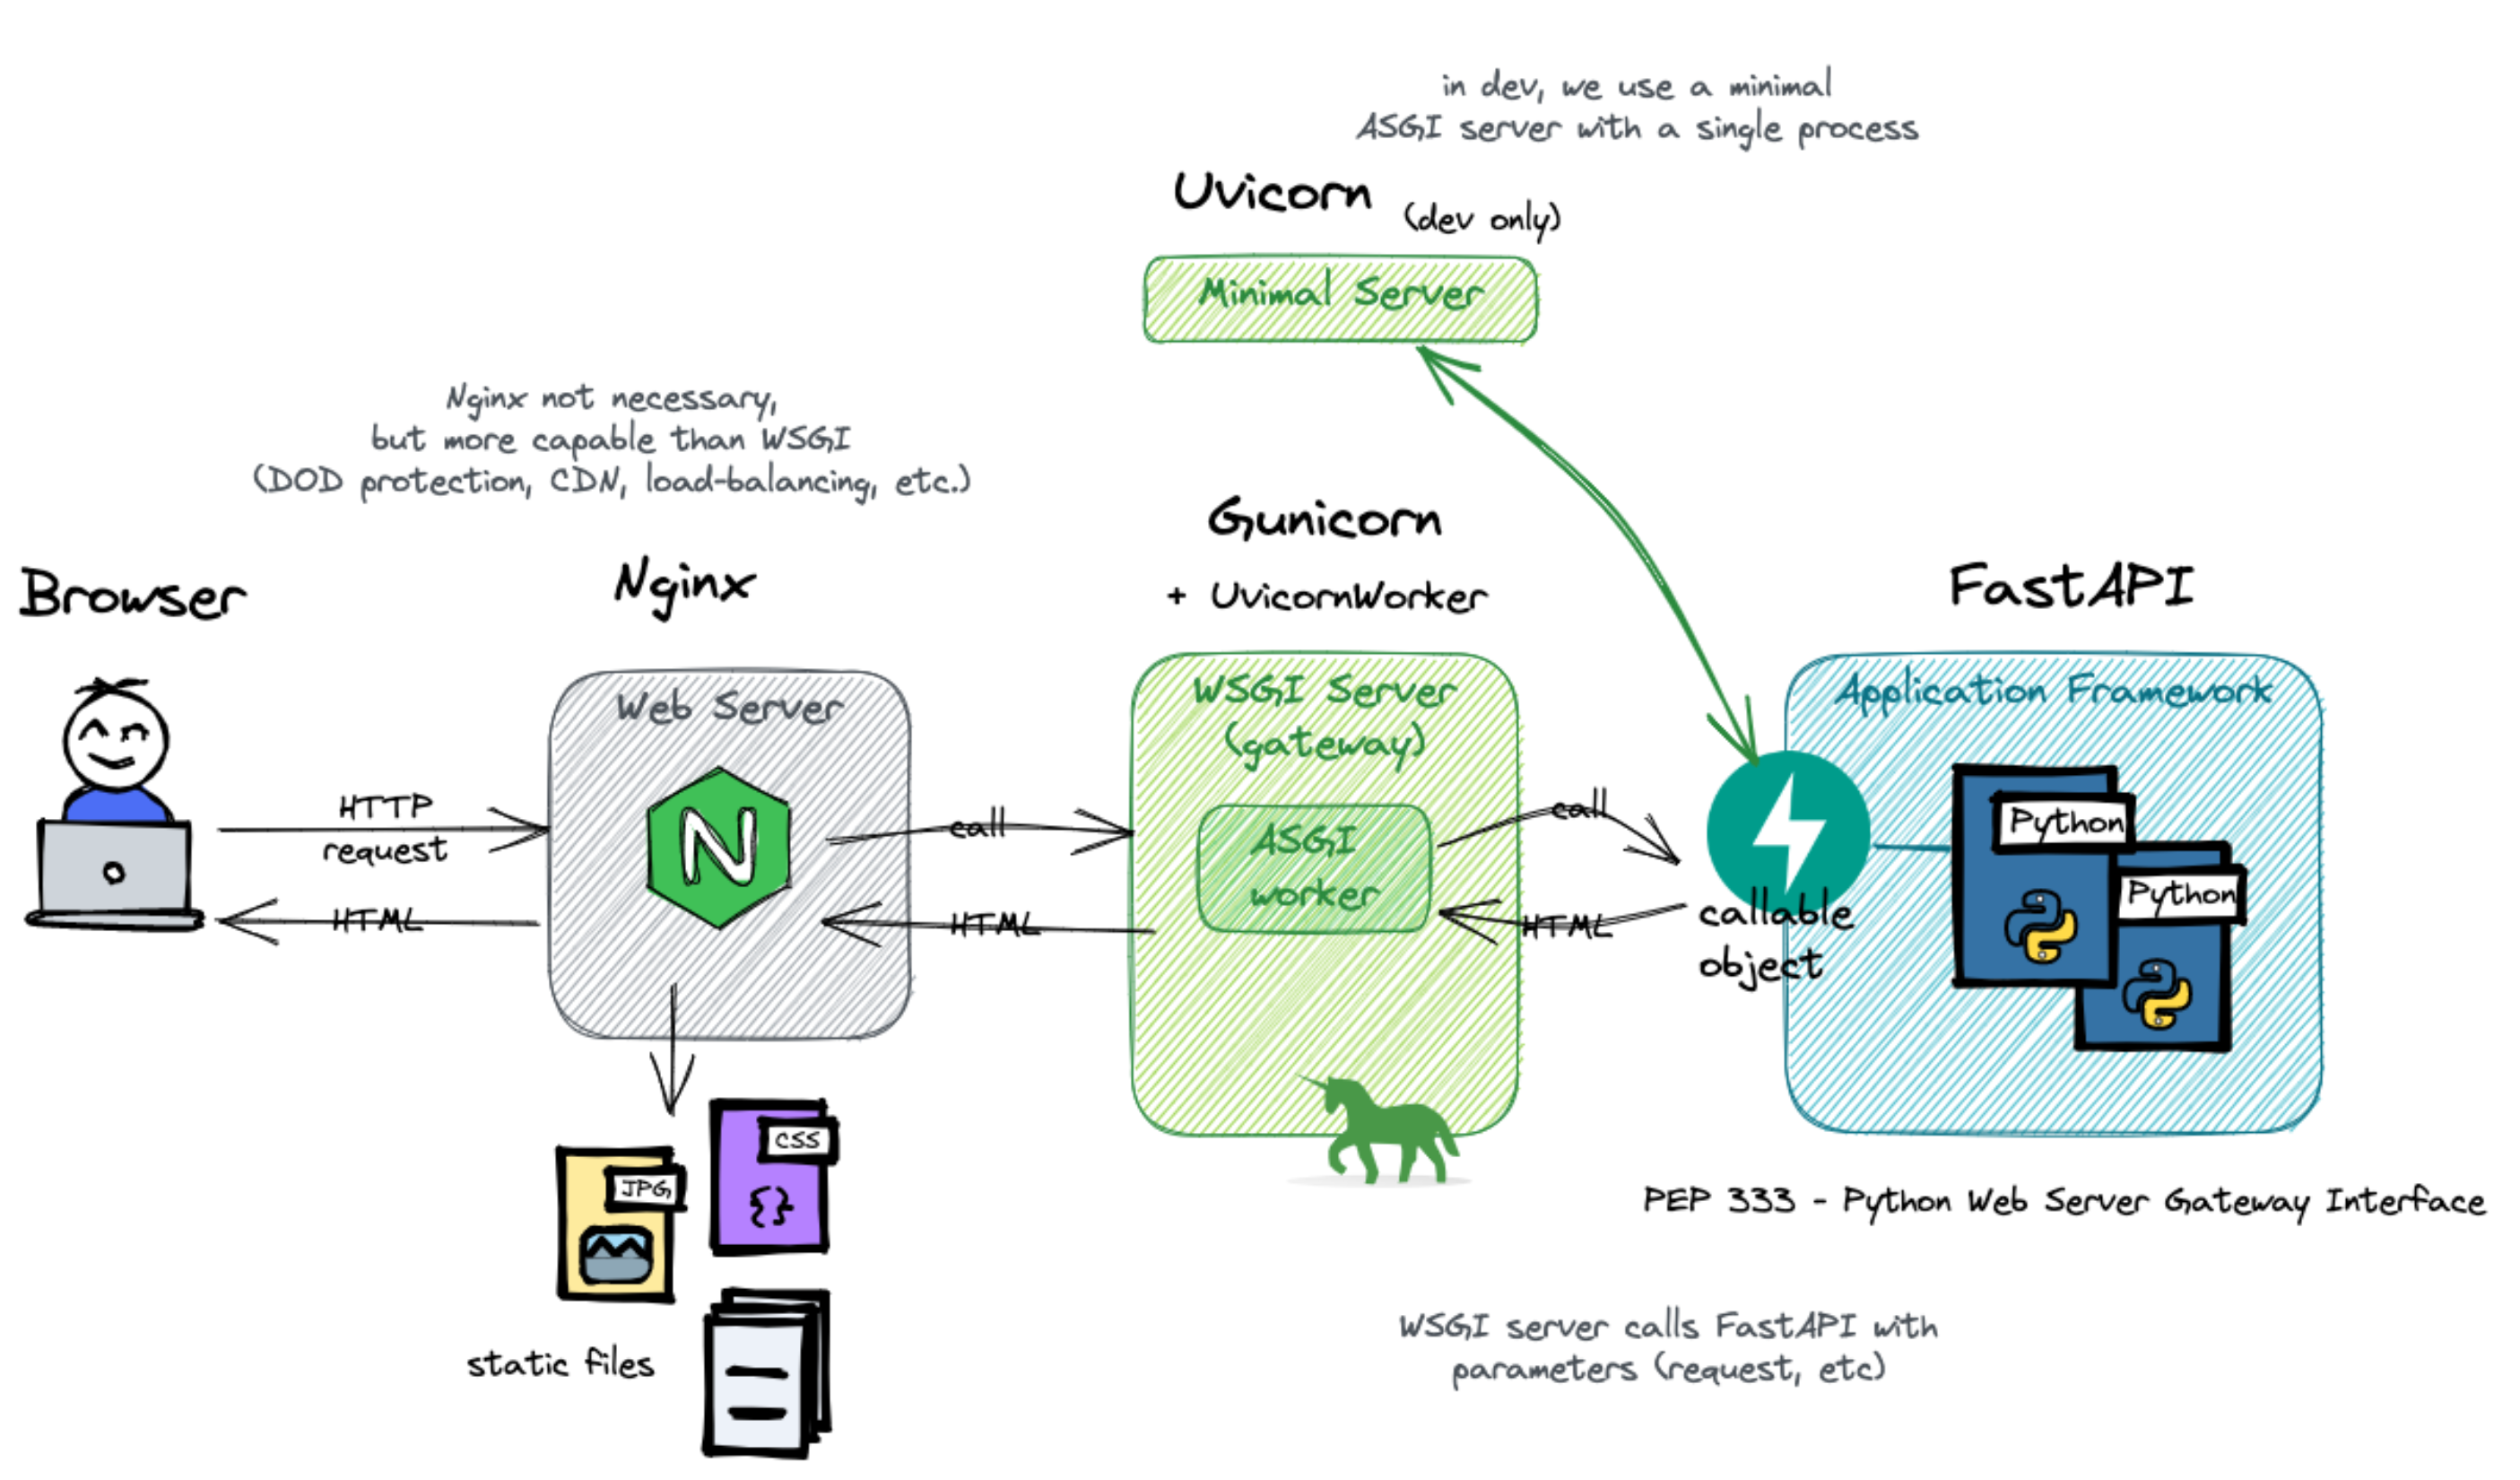 in dev, we use a minimal
ASGI server with a single process
Uvicorn
(dev only)
Minimal Server
Nginx not necessary,
but more capable than WSGI
(DOD protection, CDN, load-balancing, etc.)
Browser
Nginx
Gunicorn
+ UvicornWorker
FastAPI
Web Server
WSGI Server
(gateway)
Application Framework
HTTP
request
call
ASGI
worker
call
Python
Python
HTML
HTML
HTML
callable
object
N
CSS
{}
JPG
static files
PEP 333 - Python Web Server Gateway Interface
WSGI server calls FastAPI with
parameters (request, etc)